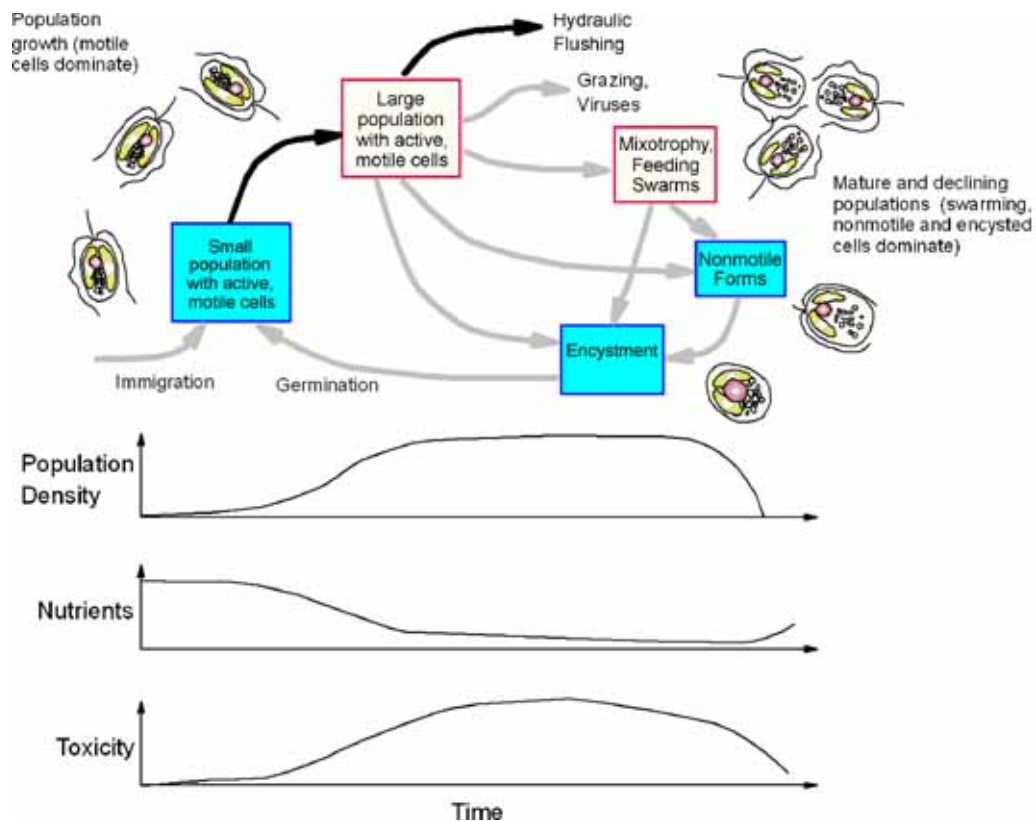 Population
growth (motile
cells dominate)
Hydraulic
Flushing
Large
population
with active,
motile cells
Grazing,
Viruses
Mixotrophy,
Feeding
Swarms
Mature and declining
populations (swarming,
nonmotile and encysted
cells dominate)
Small
population
with active,
motile cells
Nonmotile
Forms
Encystment
Immigration
Germination
Population
Density
Nutrients
Toxicity
Time